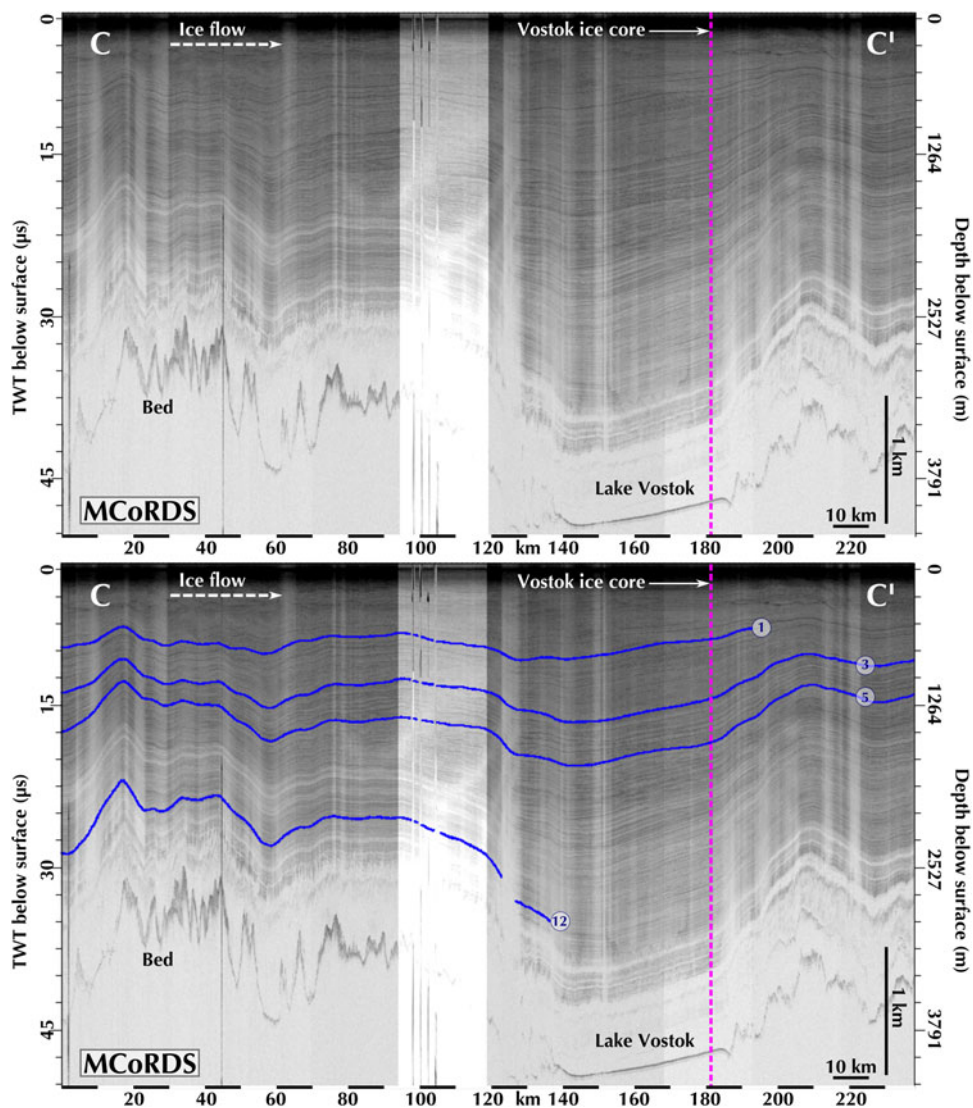 0
Ice flow
Vostok ice core
0
C
C'
15
1264
TWT below surface (µs)
Depth below surface (m)
30
2527
Bed
1 km
45
Lake Vostok
3791
MCoRDS
10 km
20 40 60 80 100 120 km 140 160 180 200 220
0
Ice flow
Vostok ice core
0
C
C'
1
3
5
15
1264
TWT below surface (µs)
Depth below surface (m)
30
2527
12
Bed
1 km
45
Lake Vostok
3791
MCoRDS
10 km
20 40 60 80 100 120 km 140 160 180 200 220